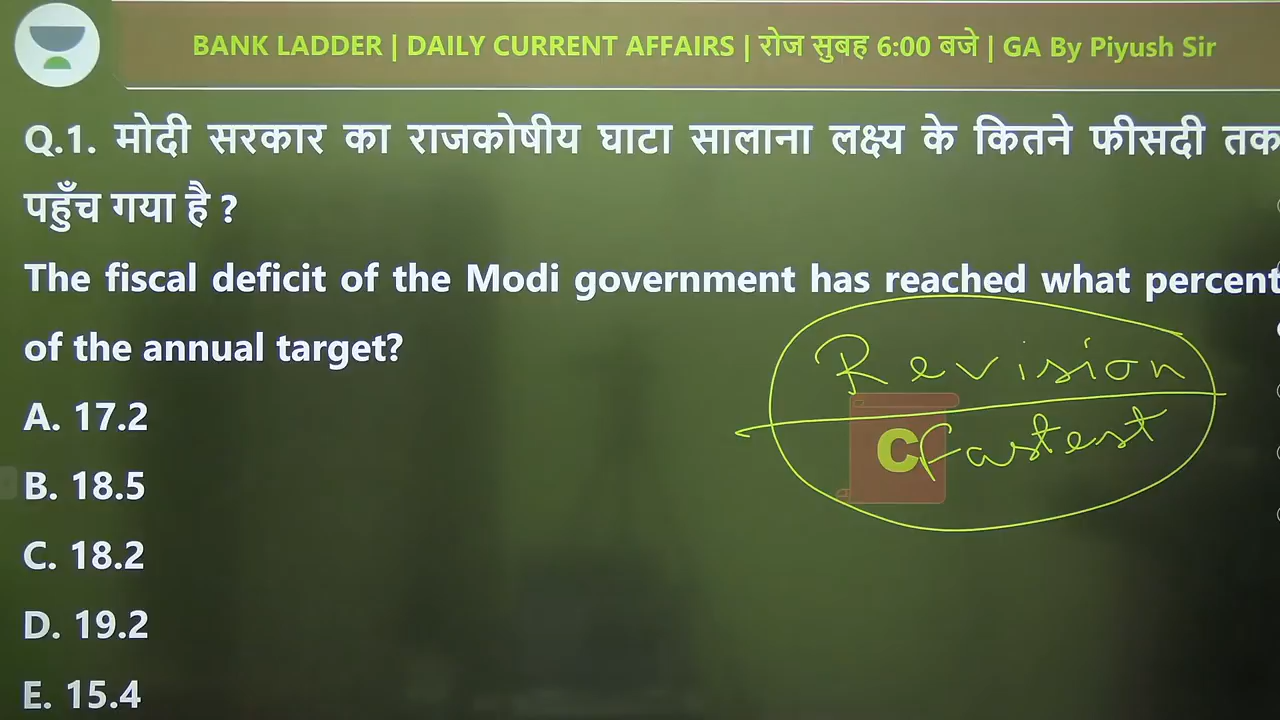 BANK LADDER | DAILY CURRENT AFFAIRS | रोज सुबह 6:00 बजे | GA By Piyush Sir
Q.1. मोदी सरकार का राजकोषीय घाटा सालाना लक्ष्य के कितने फीसदी तक
पहुँच गया है ?
The fiscal deficit of the Modi government has reached what percent
of the annual target?
Revision
C fastest
A. 17.2
B. 18.5
C. 18.2
D. 19.2
E. 15.4